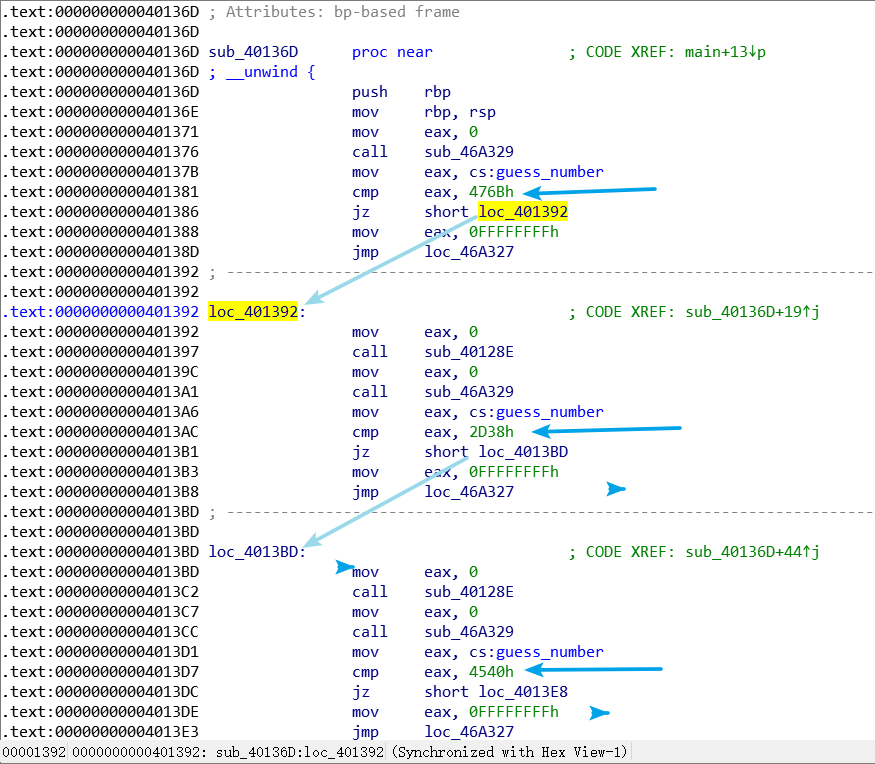 .text:000000000040136D ; Attributes: bp-based frame
.text:000000000040136D
.text:000000000040136D sub_40136D      proc near               ; CODE XREF: main+13↓p
.text:000000000040136D ; __unwind {
.text:000000000040136D                 push    rbp
.text:000000000040136E                 mov     rbp, rsp
.text:0000000000401371                 mov     eax, 0
.text:0000000000401376                 call    sub_46A329
.text:000000000040137B                 mov     eax, cs:guess_number
.text:0000000000401381                 cmp     eax, 476Bh
.text:0000000000401386                 jz      short loc_401392
.text:0000000000401388                 mov     eax, 0FFFFFFFFh
.text:000000000040138D                 jmp     loc_46A327
.text:0000000000401392 ; ---------------------------------------------------------------------------
.text:0000000000401392
.text:0000000000401392 loc_401392:                             ; CODE XREF: sub_40136D+19↑j
.text:0000000000401392                 mov     eax, 0
.text:0000000000401397                 call    sub_40128E
.text:000000000040139C                 mov     eax, 0
.text:00000000004013A1                 call    sub_46A329
.text:00000000004013A6                 mov     eax, cs:guess_number
.text:00000000004013AC                 cmp     eax, 2D38h
.text:00000000004013B1                 jz      short loc_4013BD
.text:00000000004013B3                 mov     eax, 0FFFFFFFFh
.text:00000000004013B8                 jmp     loc_46A327
.text:00000000004013BD ; ---------------------------------------------------------------------------
.text:00000000004013BD
.text:00000000004013BD loc_4013BD:                             ; CODE XREF: sub_40136D+44↑j
.text:00000000004013BD                 mov     eax, 0
.text:00000000004013C2                 call    sub_40128E
.text:00000000004013C7                 mov     eax, 0
.text:00000000004013CC                 call    sub_46A329
.text:00000000004013D1                 mov     eax, cs:guess_number
.text:00000000004013D7                 cmp     eax, 4540h
.text:00000000004013DC                 jz      short loc_4013E8
.text:00000000004013DE                 mov     eax, 0FFFFFFFFh
.text:00000000004013E3                 jmp     loc_46A327
00001392 0000000000401392: sub_40136D:loc_401392 (Synchronized with Hex View-1)